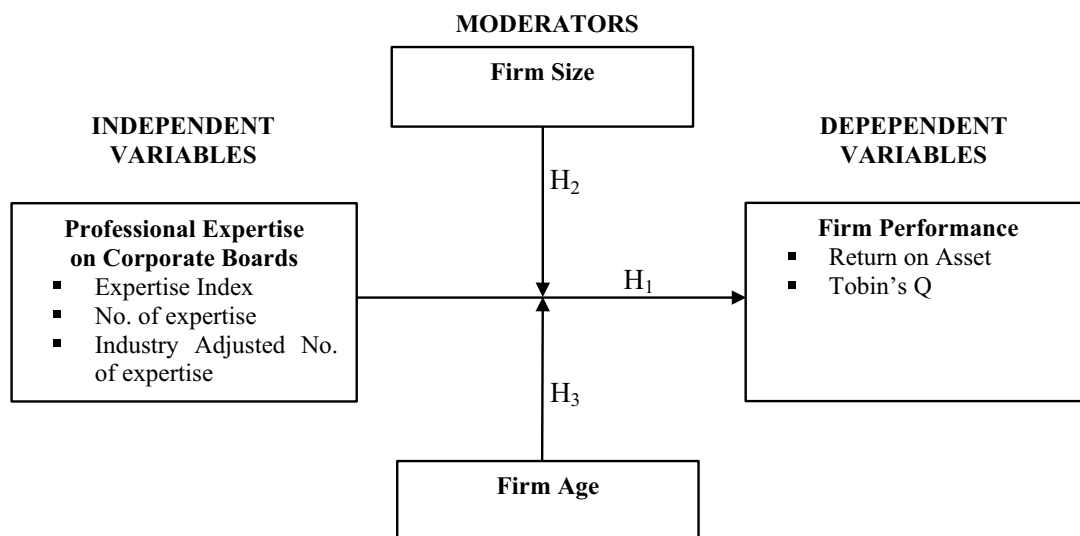 MODERATORS
Firm Size
INDEPENDENT
VARIABLES
DEPEPENDENT
VARIABLES
H2
Professional Expertise
on Corporate Boards
▪ Expertise Index
▪ No. of expertise
▪ Industry Adjusted No.
of expertise
H1
Firm Performance
▪ Return on Asset
▪ Tobin’s Q
H3
Firm Age